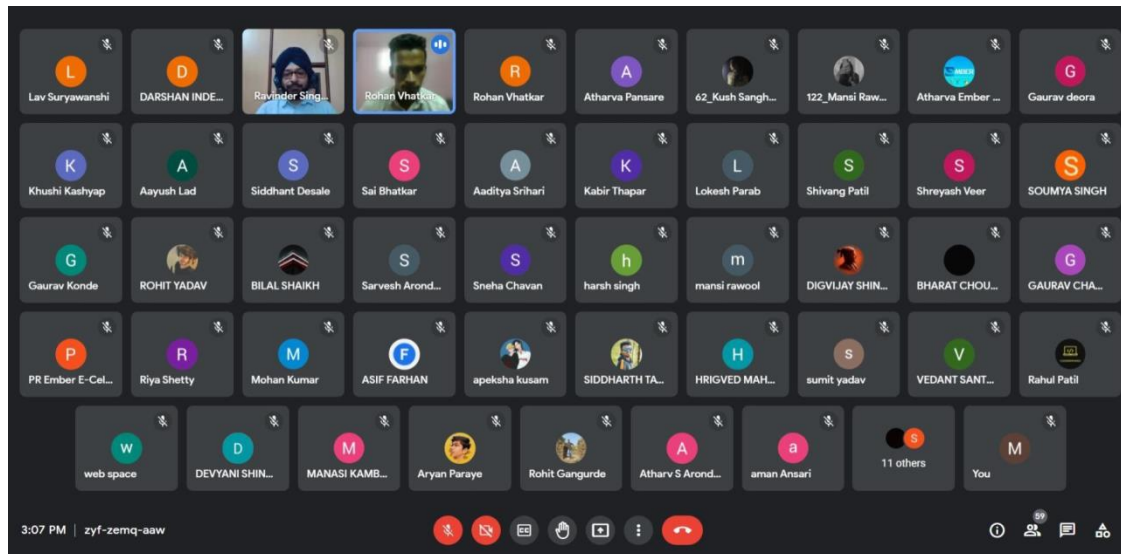 L
D
R
A
G
Lav Suryawanshi
DARSHAN INDE...
Ravinder Sing...
Rohan Vhatkar
Rohan Vhatkar
Atharva Pansare
62_Kush Sangh...
122_Mansi Raw...
Atharva Ember ...
Gaurav deora
K
A
S
S
A
K
L
S
S
S
Khushi Kashyap
Aayush Lad
Siddhant Desale
Sai Bhatkar
Aaditya Srihari
Kabir Thapar
Lokesh Parab
Shivang Patil
Shreyash Veer
SOUMYA SINGH
G
S
S
h
m
G
Gaurav Konde
ROHIT YADAV
BILAL SHAIKH
Sarvesh Arond...
Sneha Chavan
harsh singh
mansi rawool
DIGVIJAY SHIN...
BHARAT CHOU...
GAURAV CHA...
P
R
M
F
H
s
V
PR Ember E-Cel...
Riya Shetty
Mohan Kumar
ASIF FARHAN
apeksha kusam
SIDDHARTH TA...
HRIGVED MAH...
sumit yadav
VEDANT SANT...
Rahul Patil
w
D
M
A
a
S
M
web space
DEVYANI SHIN...
MANASI KAMB...
Aryan Paraye
Rohit Gangurde
Atharv S Arond...
aman Ansari
11 others
You
3:07 PM | zyf-zemq-aaw
CC
59